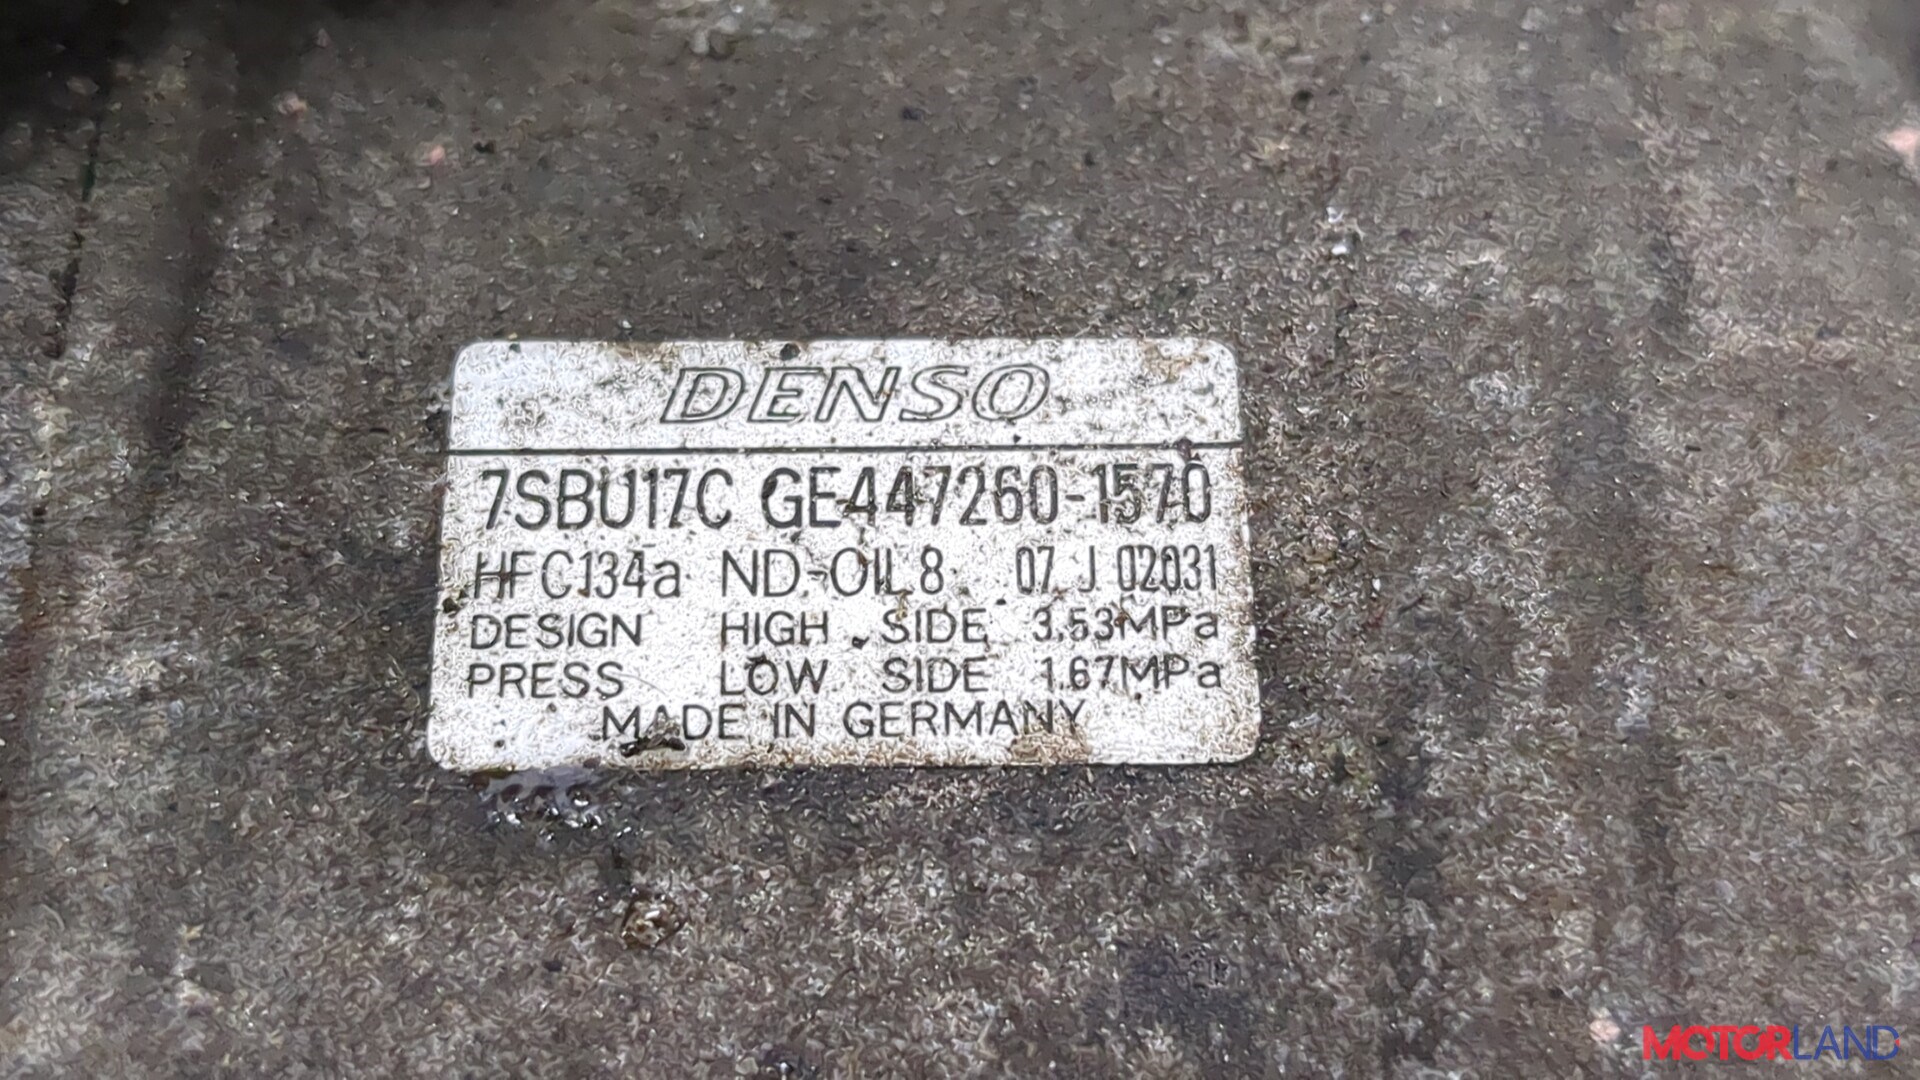 DENSO
7SBU17C GE447260-1570
HFC134a ND-OIL8 07 J 02031
DESIGN HIGH SIDE 3.53MPa
PRESS LOW SIDE 1.67MPa
MADE IN GERMANY
MOTORLAND